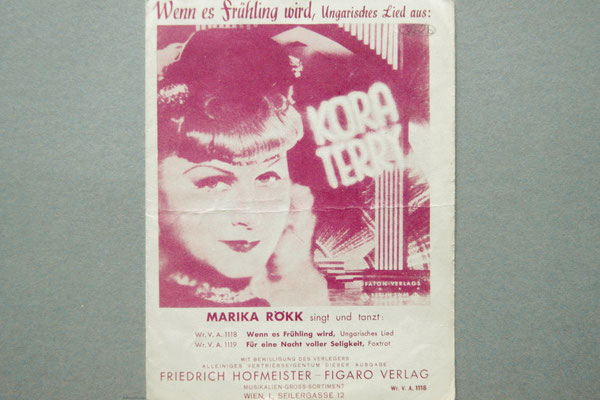 Wenn es Frühling wird, Ungarisches Lied aus:
KORA
TERRY
MARIKA RÖKK singt und tanzt:
Wr. V. A. 1118 Wenn es Frühling wird, Ungarisches Lied
Wr. V. A. 1119 Für eine Nacht voller Seligkeit, Foxtrot
MIT BEWILLIGUNG DES VERLEGERS
ALLEINIGES VERTRIEBSEIGENTUM DIESER AUSGABE
FRIEDRICH HOFMEISTER - FIGARO VERLAG
MUSIKALIEN-GROSS-SORTIMENT
WIEN, I, SEILERGASSE 12
Wr. V. A. 1118